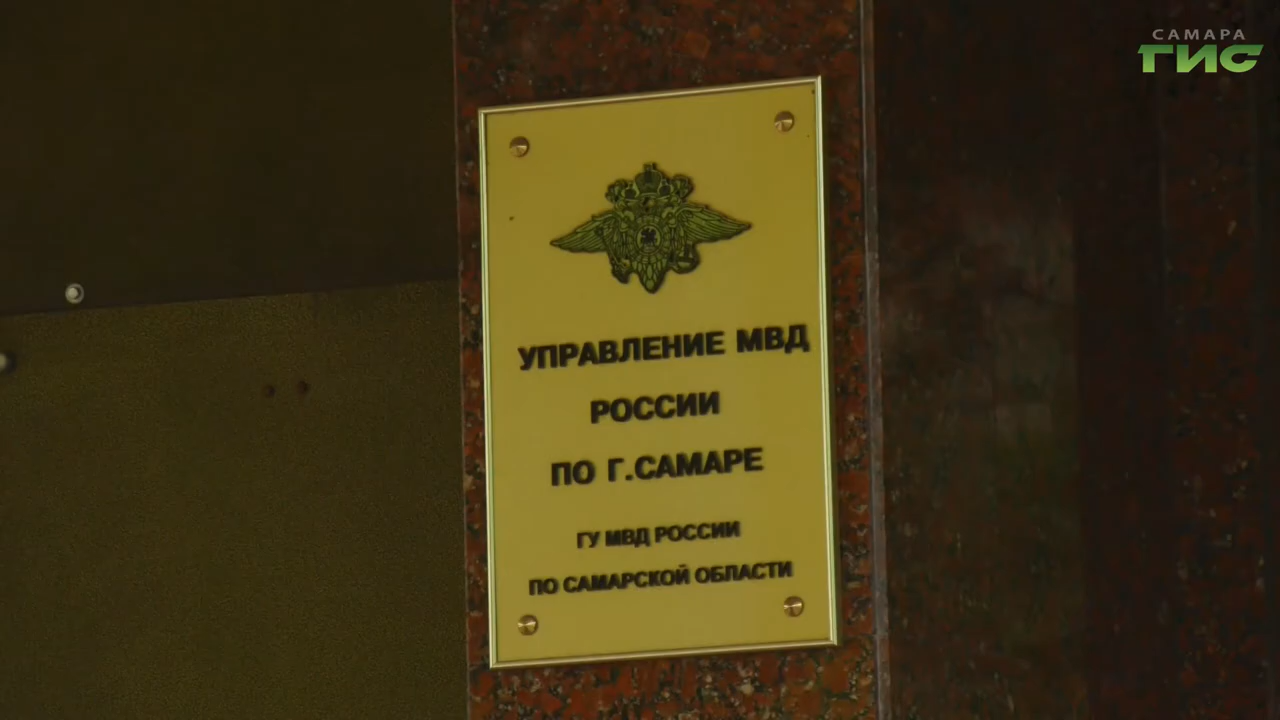 САМАРА
ГИС
УПРАВЛЕНИЕ МВД
РОССИИ
ПО Г.САМАРЕ
ГУ МВД РОССИИ
ПО САМАРСКОЙ ОБЛАСТИ